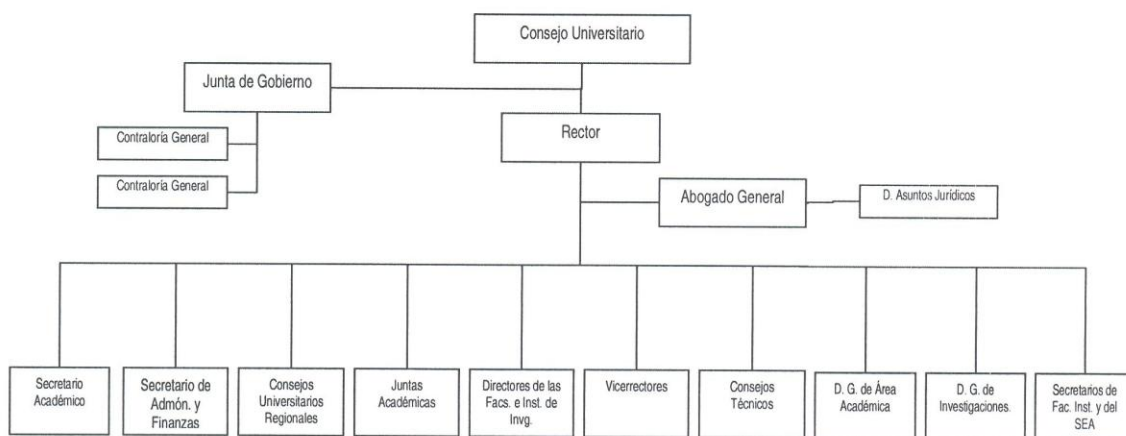 Consejo Universitario
Junta de Gobierno
Contraloría General
Rector
Contraloría General
Abogado General
D. Asuntos Jurídicos
Secretario
Académico
Secretario de
Admón. y
Finanzas
Consejos
Universitarios
Regionales
Juntas
Académicas
Directores de las
Facs. e Inst. de
Invg.
Vicerrectores
Consejos
Técnicos
D. G. de Área
Académica
D. G. de
Investigaciones.
Secretarios de
Fac. Inst. y del
SEA